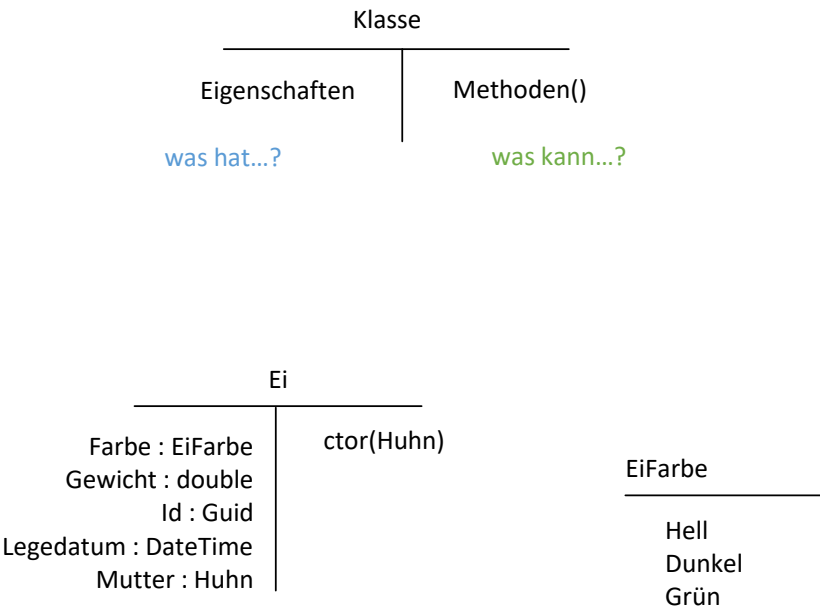 Klasse
Eigenschaften
Methoden()
was hat...?
was kann...?
Ei
Farbe : EiFarbe
Gewicht : double
Id : Guid
Legedatum : DateTime
Mutter : Huhn
ctor(Huhn)
EiFarbe
Hell
Dunkel
Grün